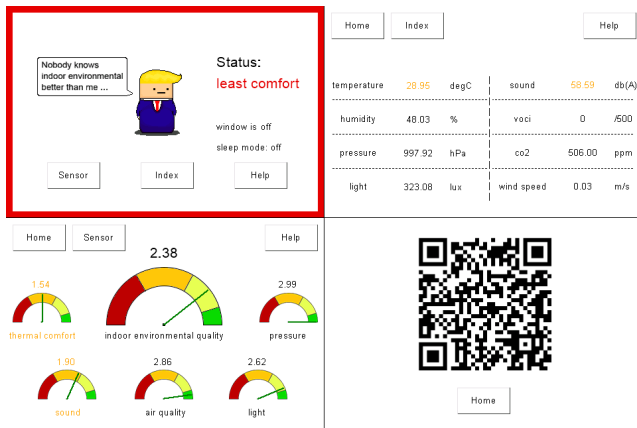 Nobody knows
indoor environmental
better than me ...
Status:
least comfort
window is off
sleep mode: off
Sensor
Index
Help
Home
Index
Help
temperature 28.95 degC sound 58.59 db(A)
humidity 48.03 % voci 0 /500
pressure 997.92 hPa co2 506.00 ppm
light 323.08 lux wind speed 0.03 m/s
Home
Sensor
Help
2.38
indoor environmental quality
1.54
thermal comfort
2.99
pressure
1.90
sound
2.86
air quality
2.62
light
Home